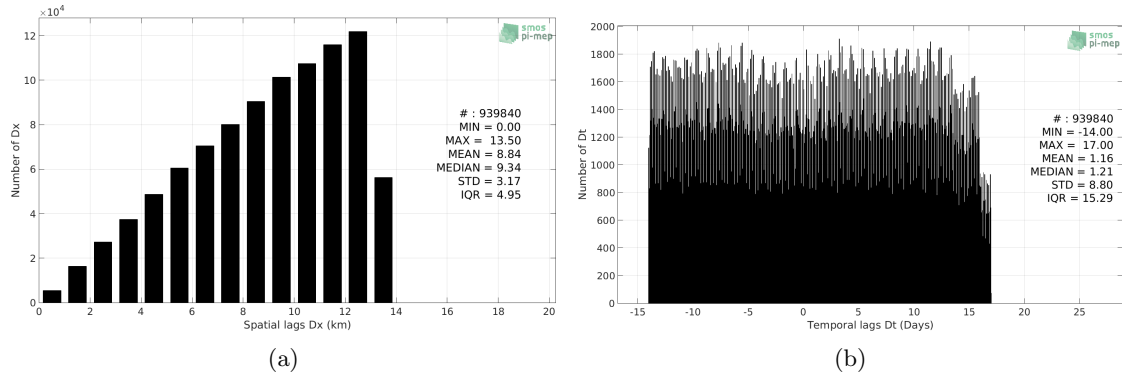 ×10⁴
12
10
8
6
4
2
0
0 2 4 6 8 10 12 14 16 18 20
Number of Dx
Spatial lags Dx (km)
smos
pi-mep
# : 939840
MIN = 0.00
MAX = 13.50
MEAN = 8.84
MEDIAN = 9.34
STD = 3.17
IQR = 4.95
(a)
2000
1800
1600
1400
1200
1000
800
600
400
200
0
-15 -10 -5 0 5 10 15 20 25
Number of Dt
Temporal lags Dt (Days)
smos
pi-mep
# : 939840
MIN = -14.00
MAX = 17.00
MEAN = 1.16
MEDIAN = 1.21
STD = 8.80
IQR = 15.29
(b)